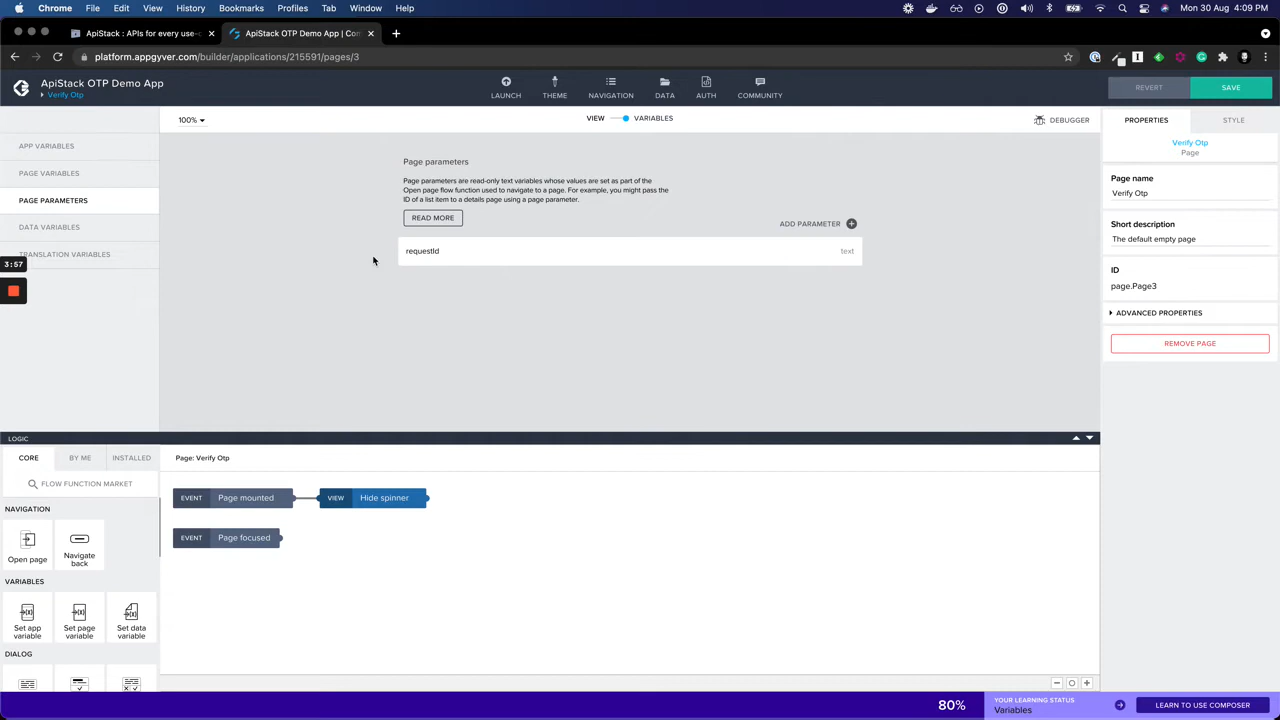 Chrome File Edit View History Bookmarks Profiles Tab Window Help
Mon 30 Aug 4:09 PM
ApiStack : APIs for every use-c
ApiStack OTP Demo App | Com
platform.appgyver.com/builder/applications/215591/pages/3
ApiStack OTP Demo App
Verify Otp
LAUNCH
THEME
NAVIGATION
DATA
AUTH
COMMUNITY
REVERT
SAVE
100%
VIEW
VARIABLES
DEBUGGER
PROPERTIES
STYLE
APP VARIABLES
PAGE VARIABLES
PAGE PARAMETERS
DATA VARIABLES
TRANSLATION VARIABLES
3:57
Page parameters
Page parameters are read-only text variables whose values are set as part of the
Open page flow function used to navigate to a page. For example, you might pass the
ID of a list item to a details page using a page parameter.
READ MORE
ADD PARAMETER
requestId
text
Verify Otp
Page
Page name
Verify Otp
Short description
The default empty page
ID
page.Page3
ADVANCED PROPERTIES
REMOVE PAGE
LOGIC
CORE
BY ME
INSTALLED
Page: Verify Otp
FLOW FUNCTION MARKET
NAVIGATION
Open page
Navigate
back
VARIABLES
Set app
variable
Set page
variable
Set data
variable
DIALOG
EVENT
Page mounted
VIEW
Hide spinner
EVENT
Page focused
80%
YOUR LEARNING STATUS
Variables
LEARN TO USE COMPOSER